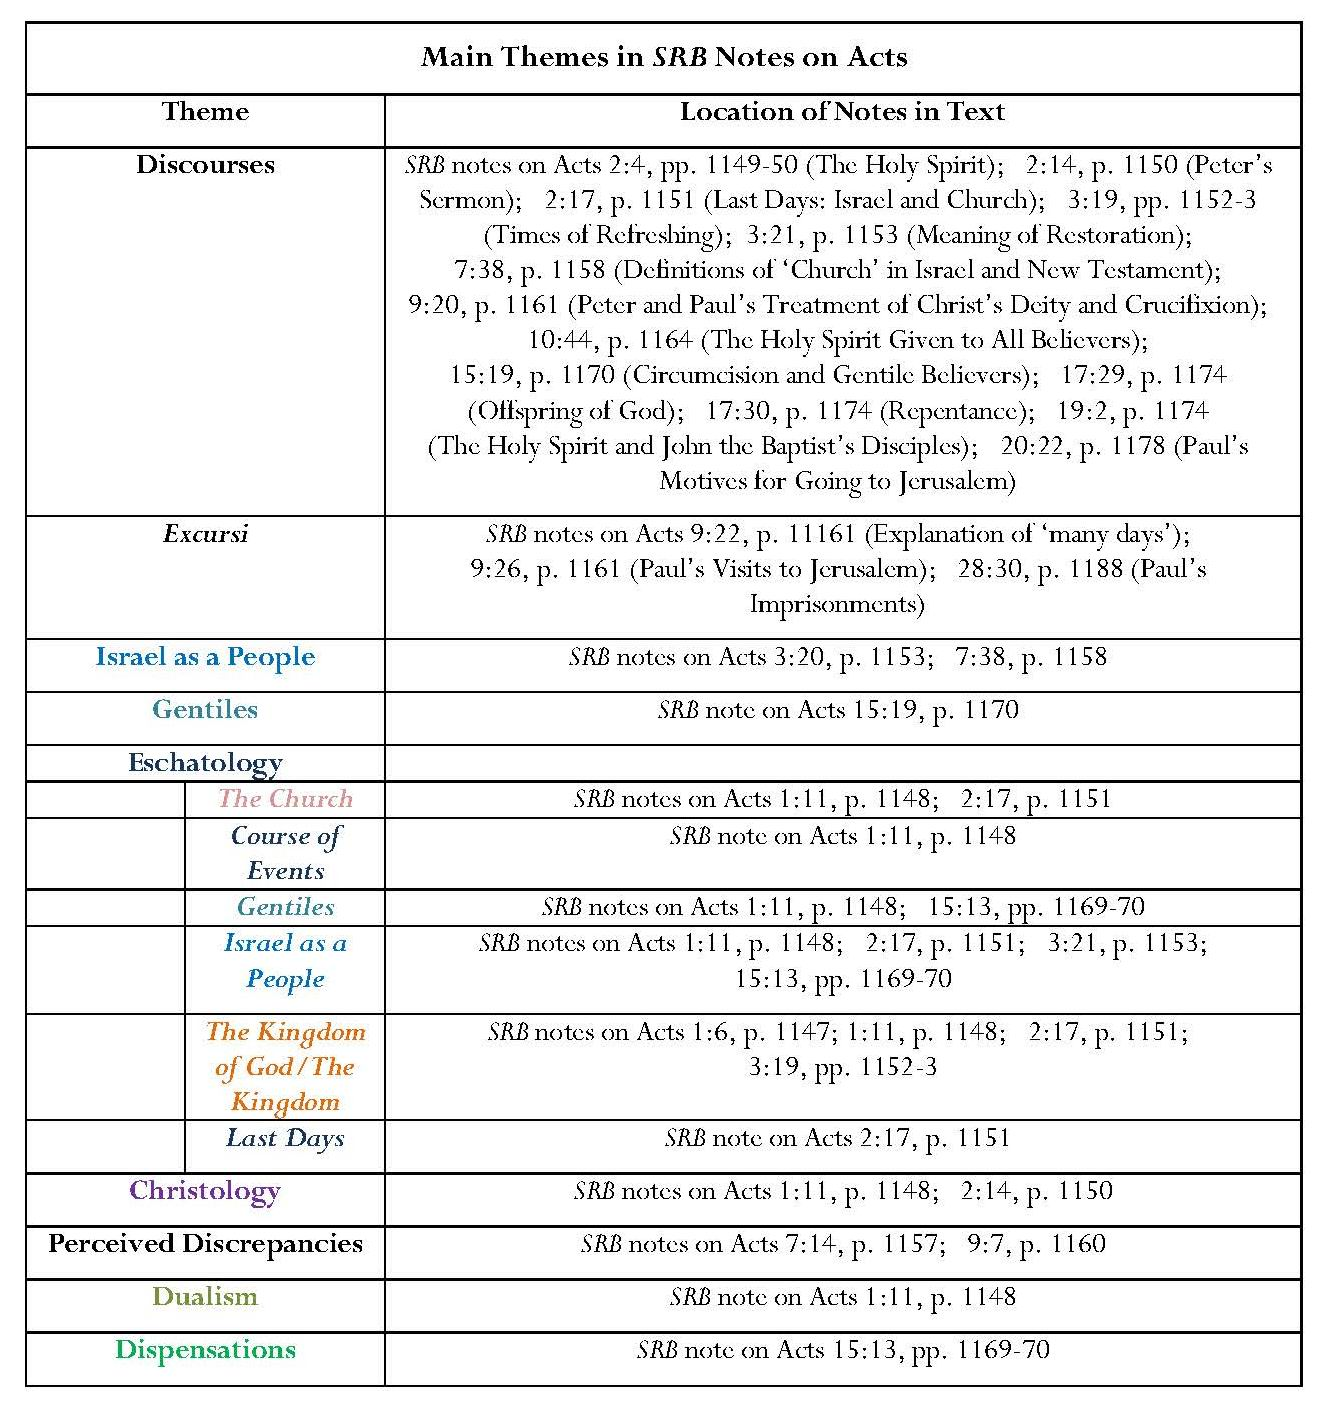 Main Themes in SRB Notes on Acts
Theme
Location of Notes in Text
Discourses
SRB notes on Acts 2:4, pp. 1149-50 (The Holy Spirit); 2:14, p. 1150 (Peter's
Sermon); 2:17, p. 1151 (Last Days: Israel and Church); 3:19, pp. 1152-3
(Times of Refreshing); 3:21, p. 1153 (Meaning of Restoration);
7:38, p. 1158 (Definitions of 'Church' in Israel and New Testament);
9:20, p. 1161 (Peter and Paul's Treatment of Christ's Deity and Crucifixion);
10:44, p. 1164 (The Holy Spirit Given to All Believers);
15:19, p. 1170 (Circumcision and Gentile Believers); 17:29, p. 1174
(Offspring of God); 17:30, p. 1174 (Repentance); 19:2, p. 1174
(The Holy Spirit and John the Baptist's Disciples); 20:22, p. 1178 (Paul's
Motives for Going to Jerusalem)
Excursi
SRB notes on Acts 9:22, p. 11161 (Explanation of 'many days');
9:26, p. 1161 (Paul's Visits to Jerusalem); 28:30, p. 1188 (Paul's
Imprisonments)
Israel as a People
SRB notes on Acts 3:20, p. 1153; 7:38, p. 1158
Gentiles
SRB note on Acts 15:19, p. 1170
Eschatology
The Church
SRB notes on Acts 1:11, p. 1148; 2:17, p. 1151
Course of
Events
SRB note on Acts 1:11, p. 1148
Gentiles
SRB notes on Acts 1:11, p. 1148; 15:13, pp. 1169-70
Israel as a
People
SRB notes on Acts 1:11, p. 1148; 2:17, p. 1151; 3:21, p. 1153;
15:13, pp. 1169-70
The Kingdom
of God/The
Kingdom
SRB notes on Acts 1:6, p. 1147; 1:11, p. 1148; 2:17, p. 1151;
3:19, pp. 1152-3
Last Days
SRB note on Acts 2:17, p. 1151
Christology
SRB notes on Acts 1:11, p. 1148; 2:14, p. 1150
Perceived Discrepancies
SRB notes on Acts 7:14, p. 1157; 9:7, p. 1160
Dualism
SRB note on Acts 1:11, p. 1148
Dispensations
SRB note on Acts 15:13, pp. 1169-70